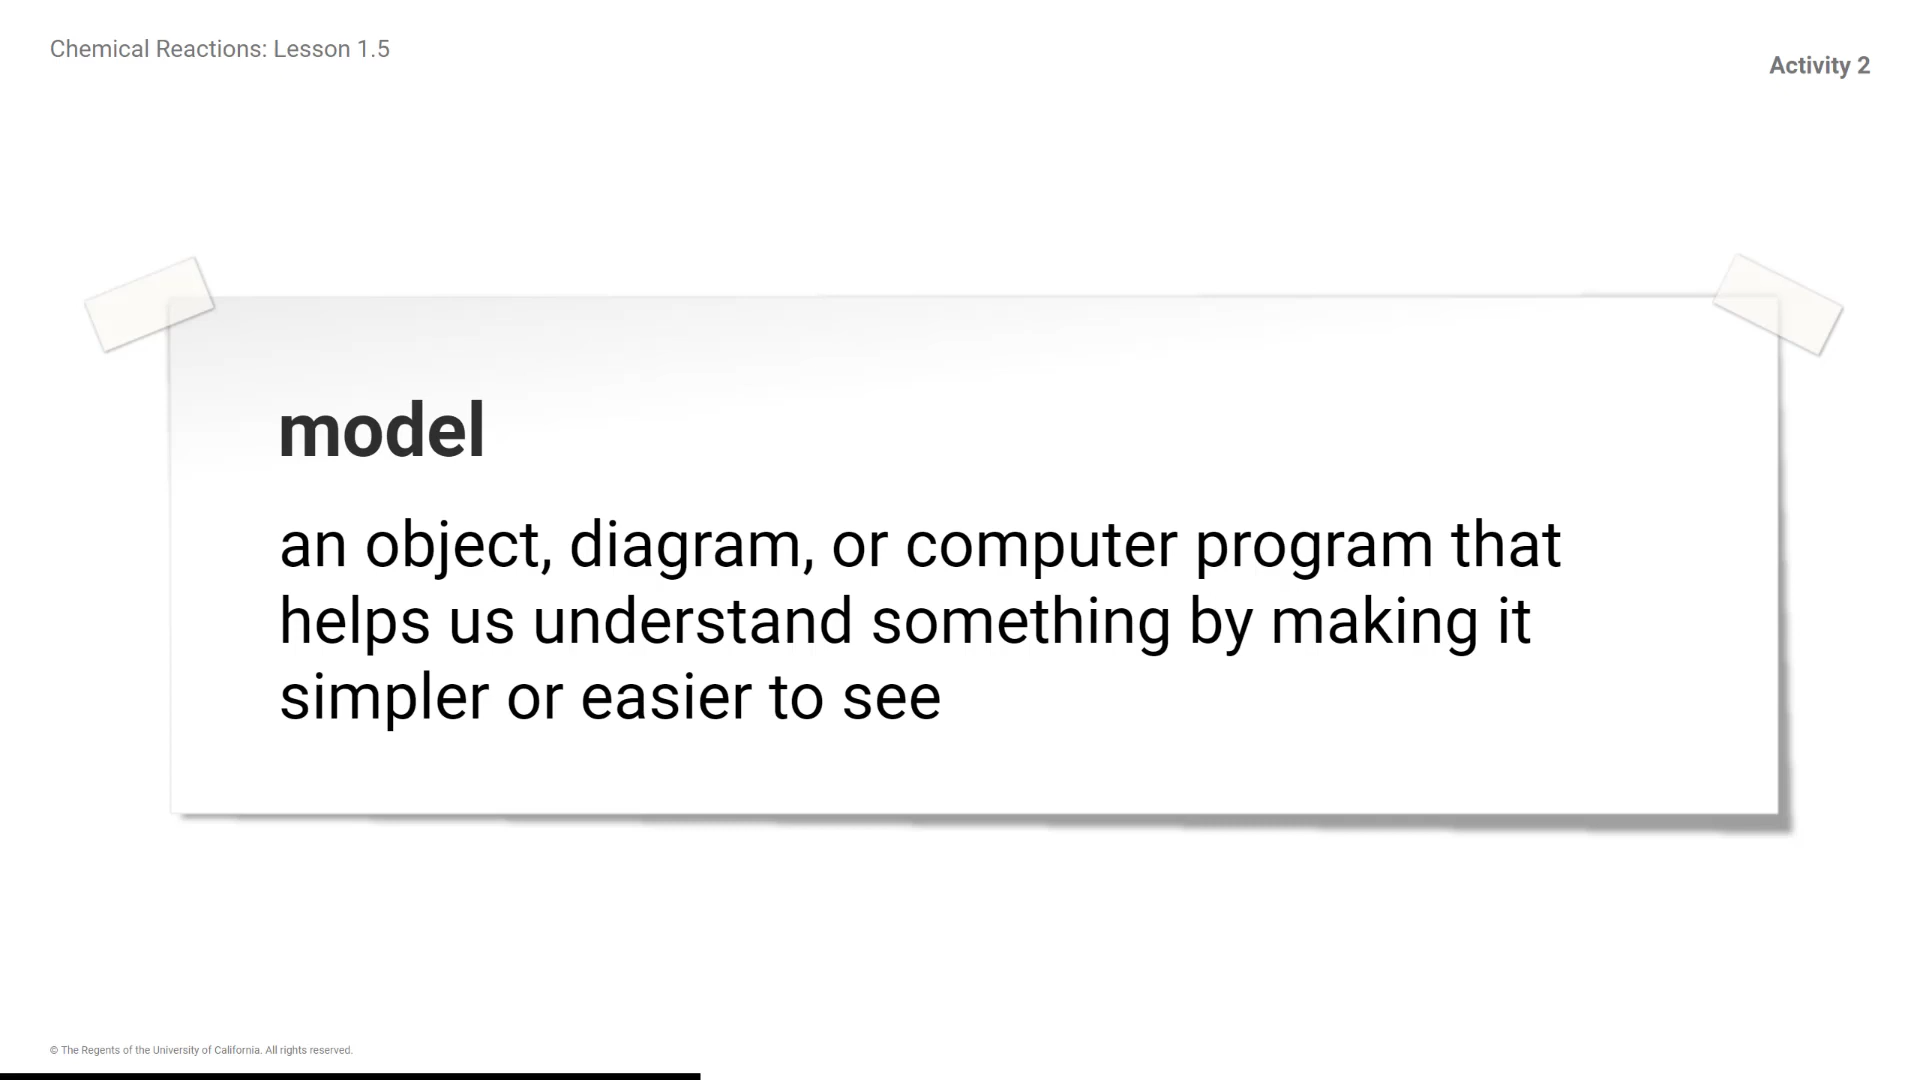 Chemical Reactions: Lesson 1.5
Activity 2
model
an object, diagram, or computer program that
helps us understand something by making it
simpler or easier to see
© The Regents of the University of California. All rights reserved.